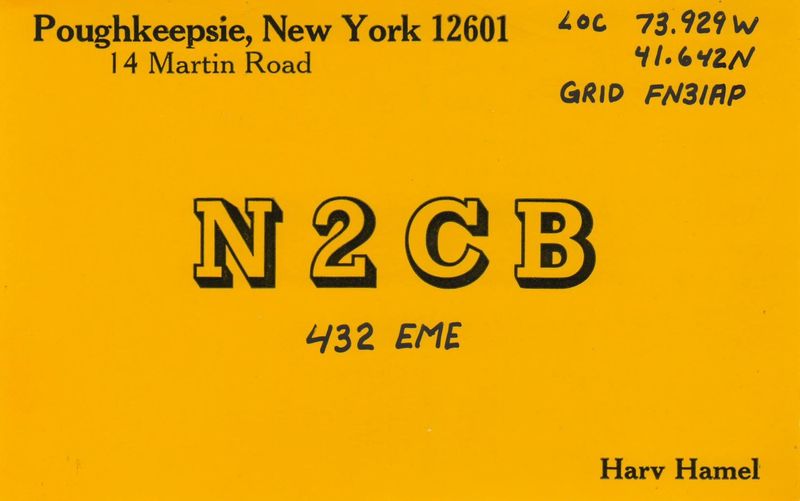 Poughkeepsie, New York 12601
14 Martin Road
LOC 73.929W
41.642N
GRID FN31AP
N2CB
432 EME
Harv Hamel